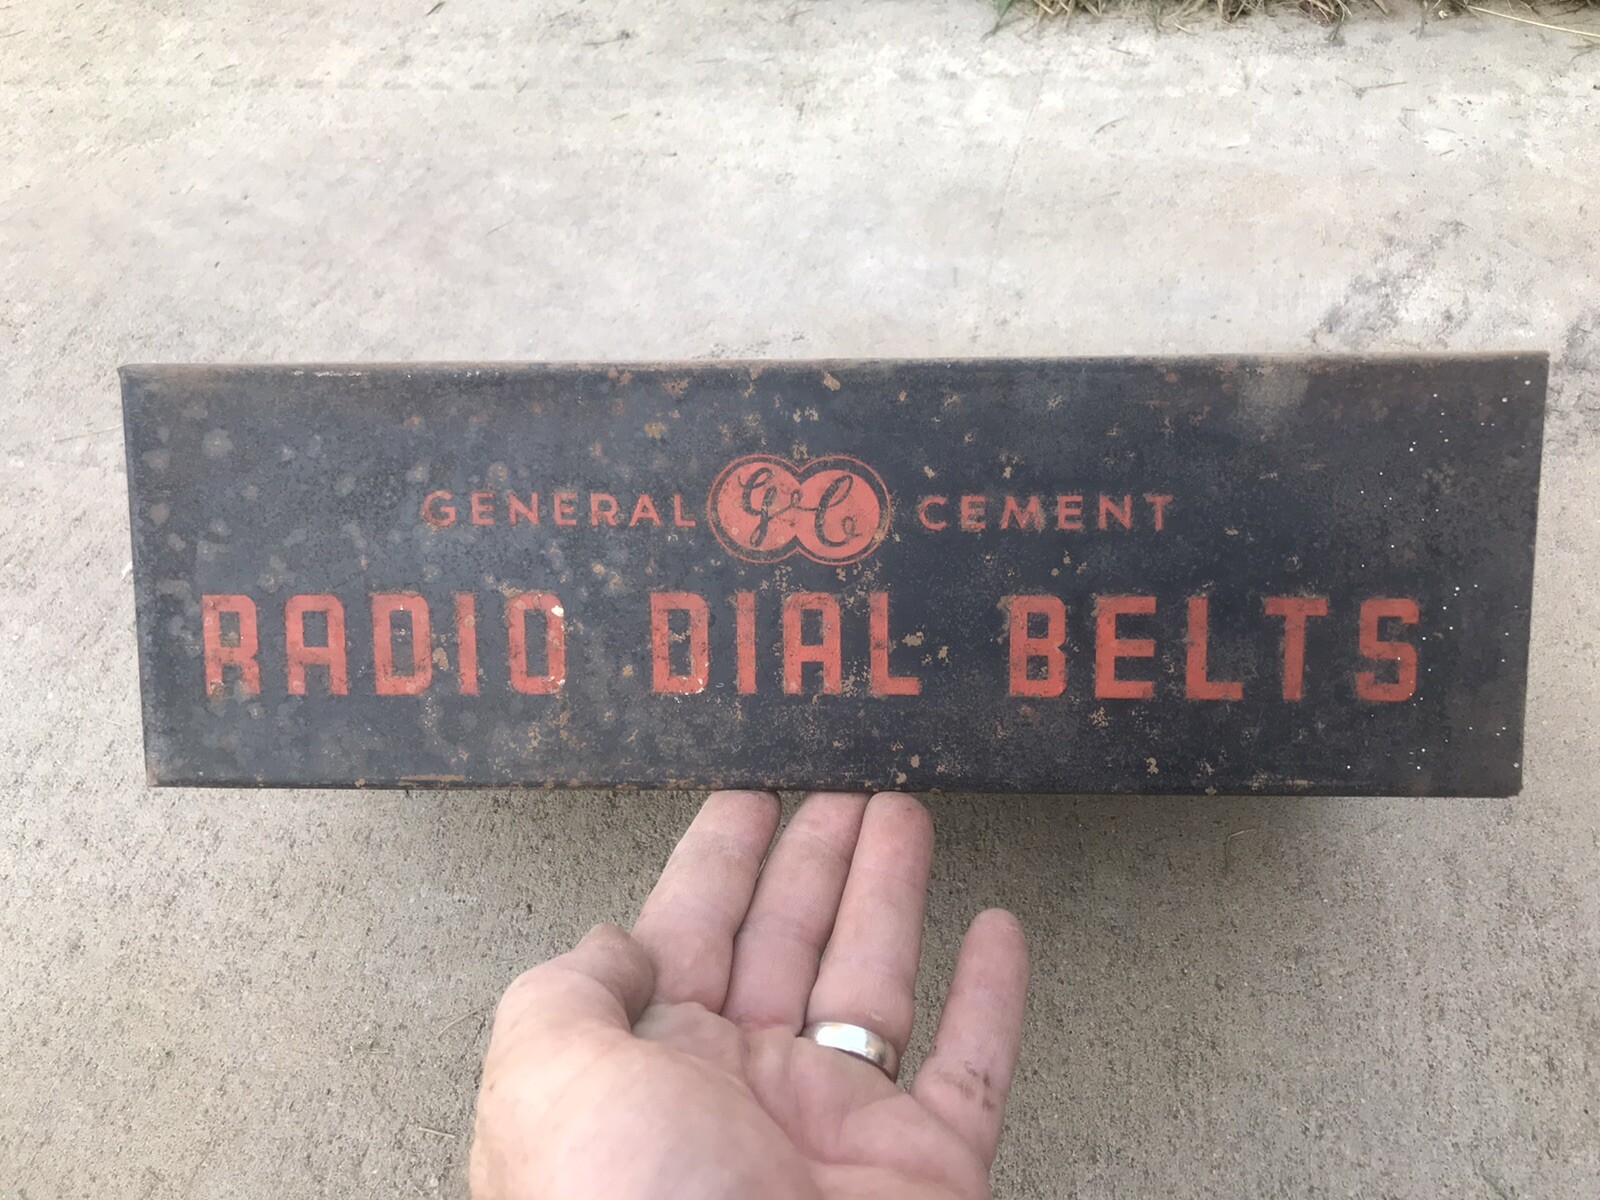 GENERAL G-C CEMENT
RADIO DIAL BELTS